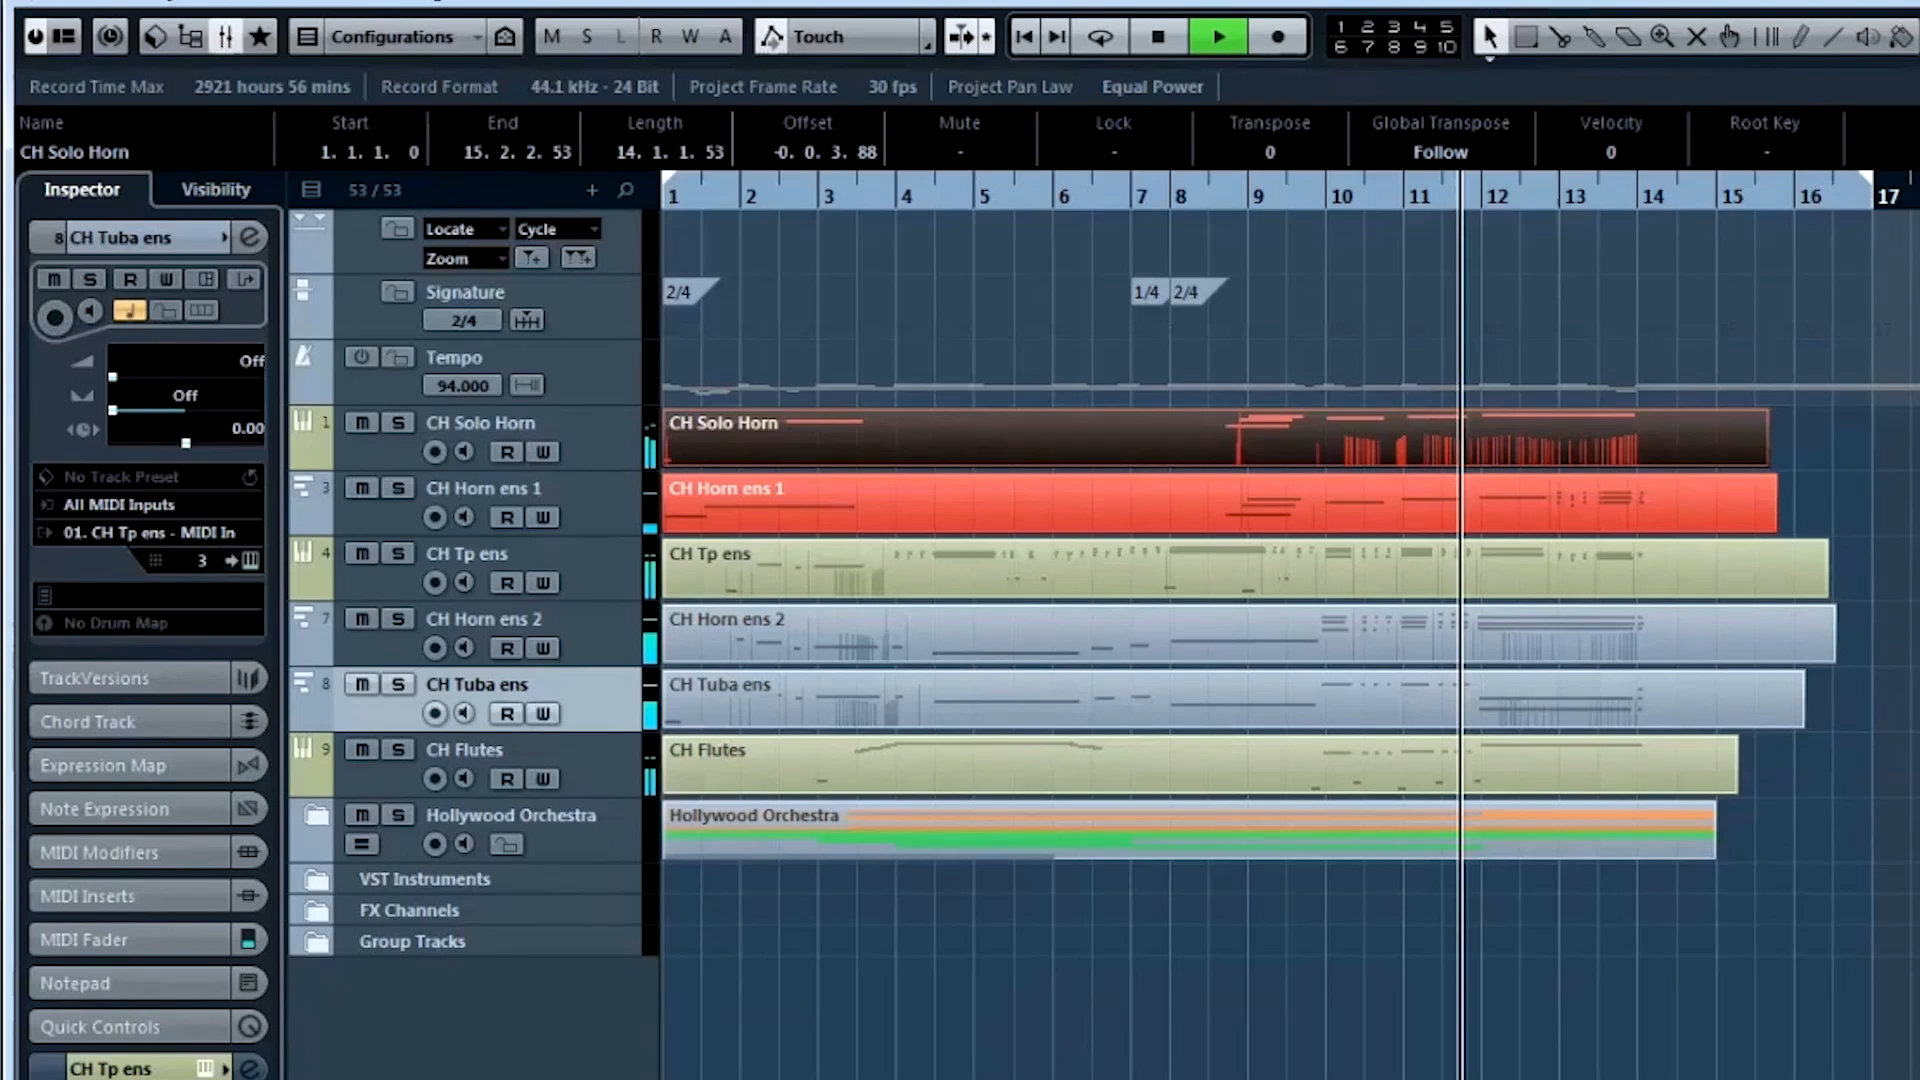 Configurations M S L R W A Touch 1 2 3 4 5
6 7 8 9 10
Record Time Max 2921 hours 56 mins Record Format 44.1 kHz - 24 Bit Project Frame Rate 30 fps Project Pan Law Equal Power
Name Start End Length Offset Mute Lock Transpose Global Transpose Velocity Root Key
CH Solo Horn 1. 1. 1. 0 15. 2. 2. 53 14. 1. 1. 53 -0. 0. 3. 88 - - 0 Follow 0 -
Inspector Visibility 53 / 53 1 2 3 4 5 6 7 8 9 10 11 12 13 14 15 16 17
8 CH Tuba ens Locate Cycle
Zoom
M S R W
Signature 2/4 1/4 2/4
2/4
Off Tempo
94.000
Off
0.00
1 M S CH Solo Horn CH Solo Horn
R W
No Track Preset
3 M S CH Horn ens 1 CH Horn ens 1
All MIDI Inputs R W
01. CH Tp ens - MIDI In
4 M S CH Tp ens CH Tp ens
3 R W
No Drum Map
7 M S CH Horn ens 2 CH Horn ens 2
R W
TrackVersions
8 M S CH Tuba ens CH Tuba ens
Chord Track R W
9 M S CH Flutes CH Flutes
Expression Map R W
Note Expression M S Hollywood Orchestra Hollywood Orchestra
MIDI Modifiers
VST Instruments
MIDI Inserts
FX Channels
MIDI Fader Group Tracks
Notepad
Quick Controls
CH Tp ens